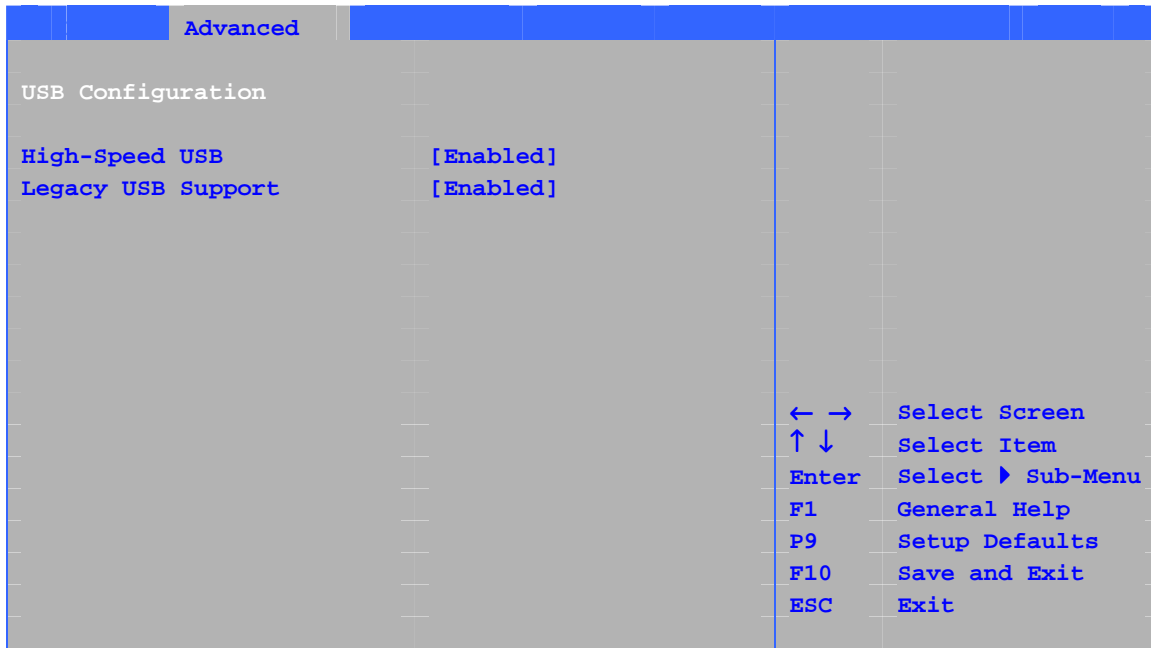 Advanced
USB Configuration
High-Speed USB [Enabled]
Legacy USB Support [Enabled]
← → Select Screen
↑ ↓ Select Item
Enter Select ▶ Sub-Menu
F1 General Help
P9 Setup Defaults
F10 Save and Exit
ESC Exit